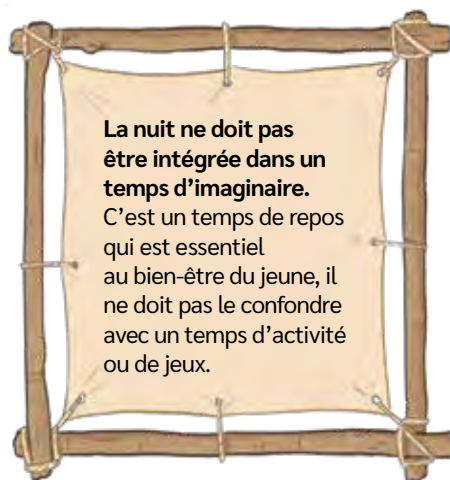 La nuit ne doit pas
être intégrée dans un
temps d’imaginaire.
C’est un temps de repos
qui est essentiel
au bien-être du jeune, il
ne doit pas le confondre
avec un temps d’activité
ou de jeux.